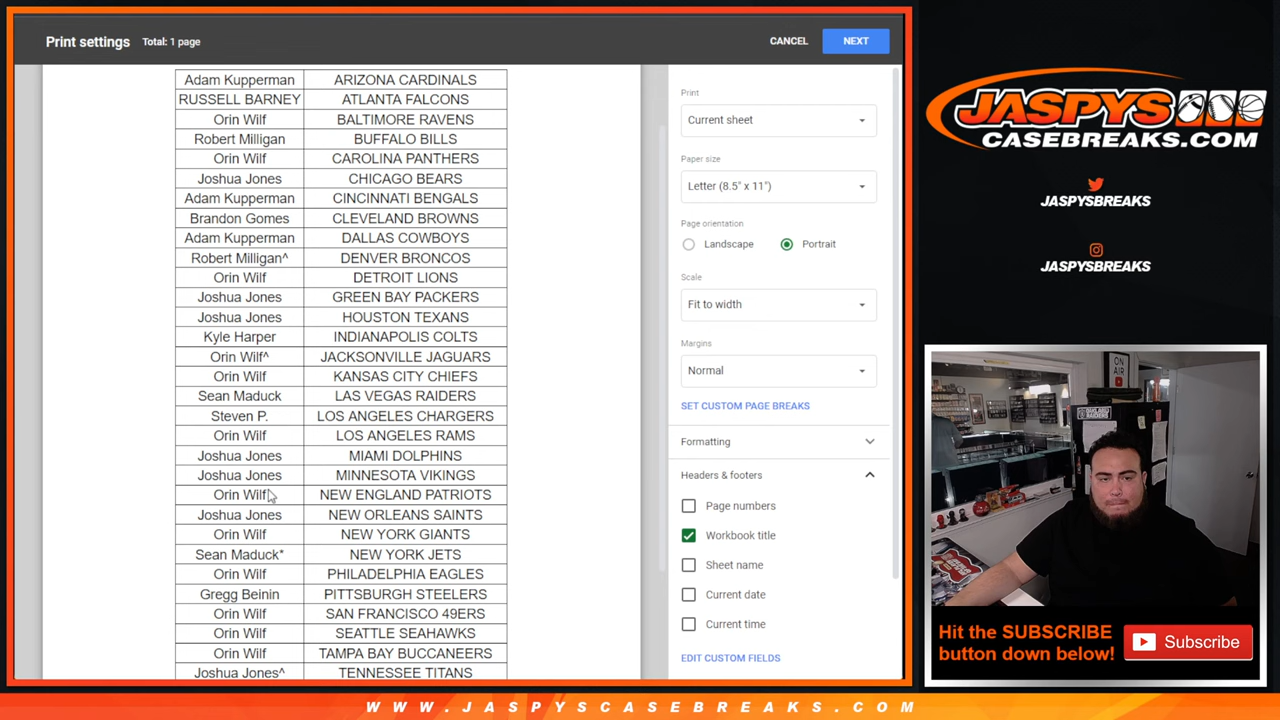 Print settings Total: 1 page
CANCEL
NEXT
Adam Kupperman ARIZONA CARDINALS
RUSSELL BARNEY ATLANTA FALCONS
Orin Wilf BALTIMORE RAVENS
Robert Milligan BUFFALO BILLS
Orin Wilf CAROLINA PANTHERS
Joshua Jones CHICAGO BEARS
Adam Kupperman CINCINNATI BENGALS
Brandon Gomes CLEVELAND BROWNS
Adam Kupperman DALLAS COWBOYS
Robert Milligan^ DENVER BRONCOS
Orin Wilf DETROIT LIONS
Joshua Jones GREEN BAY PACKERS
Joshua Jones HOUSTON TEXANS
Kyle Harper INDIANAPOLIS COLTS
Orin Wilf^ JACKSONVILLE JAGUARS
Orin Wilf KANSAS CITY CHIEFS
Sean Maduck LAS VEGAS RAIDERS
Steven P. LOS ANGELES CHARGERS
Orin Wilf LOS ANGELES RAMS
Joshua Jones MIAMI DOLPHINS
Joshua Jones MINNESOTA VIKINGS
Orin Wilf NEW ENGLAND PATRIOTS
Joshua Jones NEW ORLEANS SAINTS
Orin Wilf NEW YORK GIANTS
Sean Maduck* NEW YORK JETS
Orin Wilf PHILADELPHIA EAGLES
Gregg Beinin PITTSBURGH STEELERS
Orin Wilf SAN FRANCISCO 49ERS
Orin Wilf SEATTLE SEAHAWKS
Orin Wilf TAMPA BAY BUCCANEERS
Joshua Jones^ TENNESSEE TITANS
Print
Current sheet
Paper size
Letter (8.5" x 11")
Page orientation
Landscape Portrait
Scale
Fit to width
Margins
Normal
SET CUSTOM PAGE BREAKS
Formatting
Headers & footers
Page numbers
Workbook title
Sheet name
Current date
Current time
EDIT CUSTOM FIELDS
JASPYS
CASEBREAKS.COM
JASPYSBREAKS
JASPYSBREAKS
ON
AIR
Hit the SUBSCRIBE
button down below!
Subscribe
WWW.JASPYSCASEBREAKS.COM